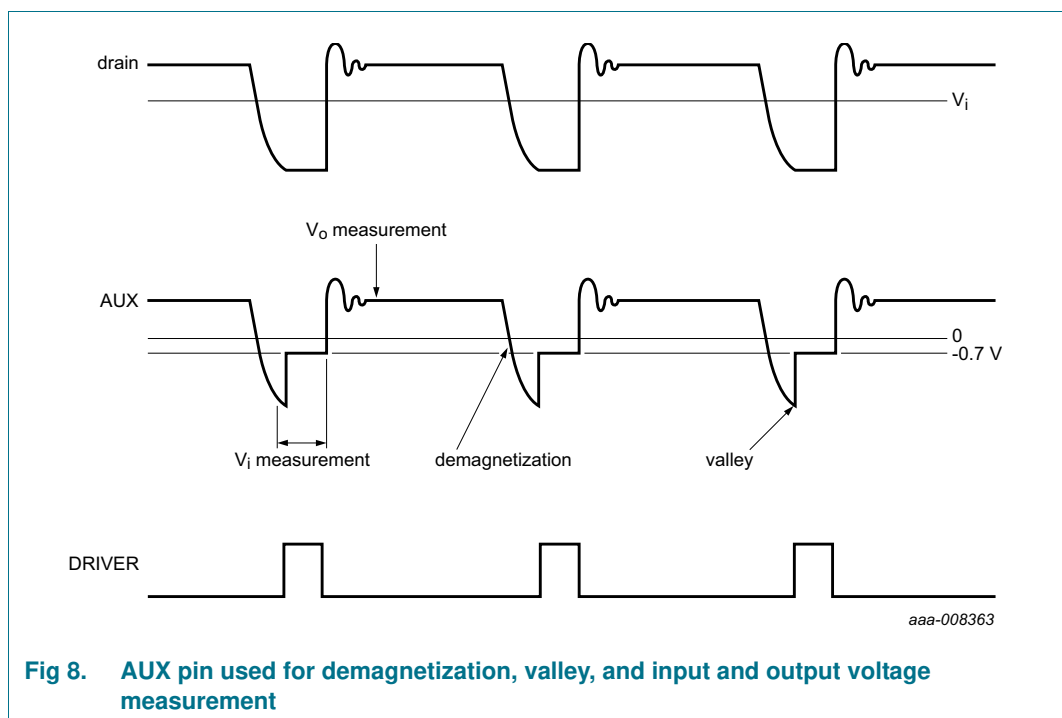 drain
Vi
Vo measurement
AUX
0
-0.7 V
Vi measurement
demagnetization
valley
DRIVER
aaa-008363
Fig 8. AUX pin used for demagnetization, valley, and input and output voltage
measurement